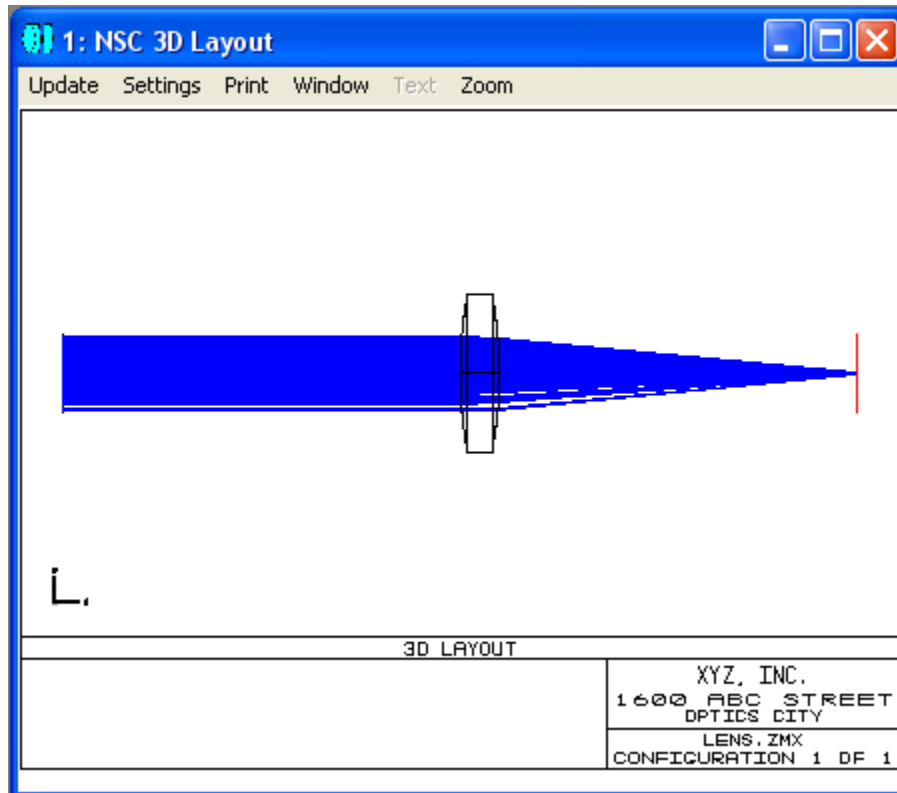 1: NSC 3D Layout
Update Settings Print Window Text Zoom
3D LAYOUT
XYZ, INC.
1600 ABC STREET
OPTICS CITY
LENS.ZMX
CONFIGURATION 1 OF 1